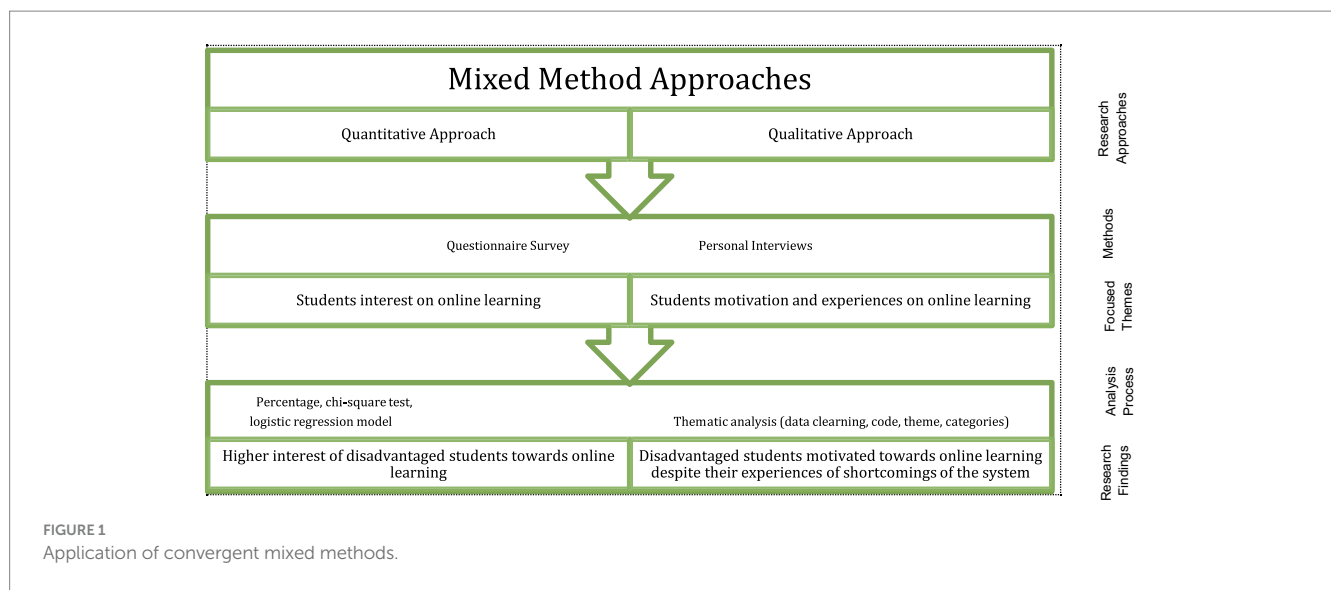 Mixed Method Approaches
Quantitative Approach
Qualitative Approach
Research
Approaches
Questionnaire Survey
Personal Interviews
Methods
Students interest on online learning
Students motivation and experiences on online learning
Focused
Themes
Percentage, chi-square test,
logistic regression model
Thematic analysis (data clearning, code, theme, categories)
Analysis
Process
Higher interest of disadvantaged students towards online
learning
Disadvantaged students motivated towards online learning
despite their experiences of shortcomings of the system
Research
Findings
FIGURE 1
Application of convergent mixed methods.